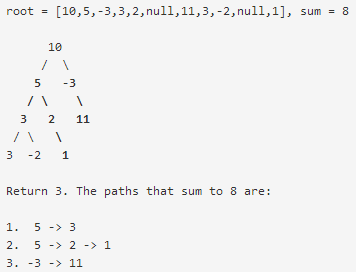 root = [10,5,-3,3,2,null,11,3,-2,null,1], sum = 8
10
/ \
5 -3
/ \ \
3 2 11
/ \ \
3 -2 1
Return 3. The paths that sum to 8 are:
1. 5 -> 3
2. 5 -> 2 -> 1
3. -3 -> 11